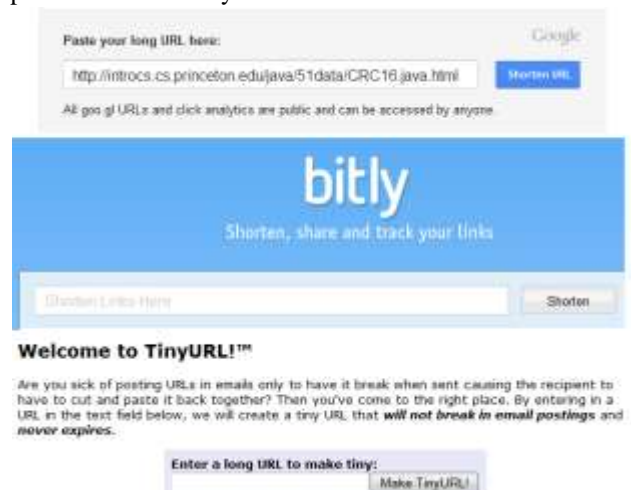 Paste your long URL here:
Google
http://introcs.cs.princeton.edu/java/51data/CRC16.java.html
Shorten URL
All goo.gl URLs and click analytics are public and can be accessed by anyone
bitly
Shorten, share and track your links
Shorten Links Here
Shorten
Welcome to TinyURL!™
Are you sick of posting URLs in emails only to have it break when sent causing the recipient to
have to cut and paste it back together? Then you've come to the right place. By entering in a
URL in the text field below, we will create a tiny URL that will not break in email postings and
never expires.
Enter a long URL to make tiny:
Make TinyURL!